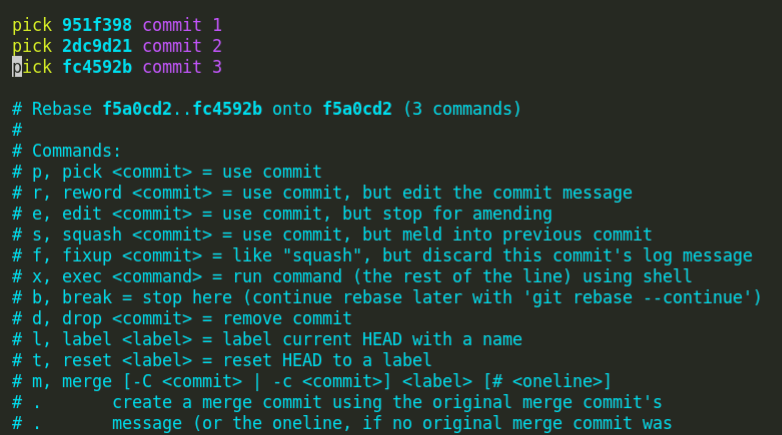 pick 951f398 commit 1
pick 2dc9d21 commit 2
pick fc4592b commit 3
# Rebase f5a0cd2..fc4592b onto f5a0cd2 (3 commands)
#
# Commands:
# p, pick <commit> = use commit
# r, reword <commit> = use commit, but edit the commit message
# e, edit <commit> = use commit, but stop for amending
# s, squash <commit> = use commit, but meld into previous commit
# f, fixup <commit> = like "squash", but discard this commit's log message
# x, exec <command> = run command (the rest of the line) using shell
# b, break = stop here (continue rebase later with 'git rebase --continue')
# d, drop <commit> = remove commit
# l, label <label> = label current HEAD with a name
# t, reset <label> = reset HEAD to a label
# m, merge [-C <commit> | -c <commit>] <label> [# <oneline>]
# .       create a merge commit using the original merge commit's
# .       message (or the oneline, if no original merge commit was